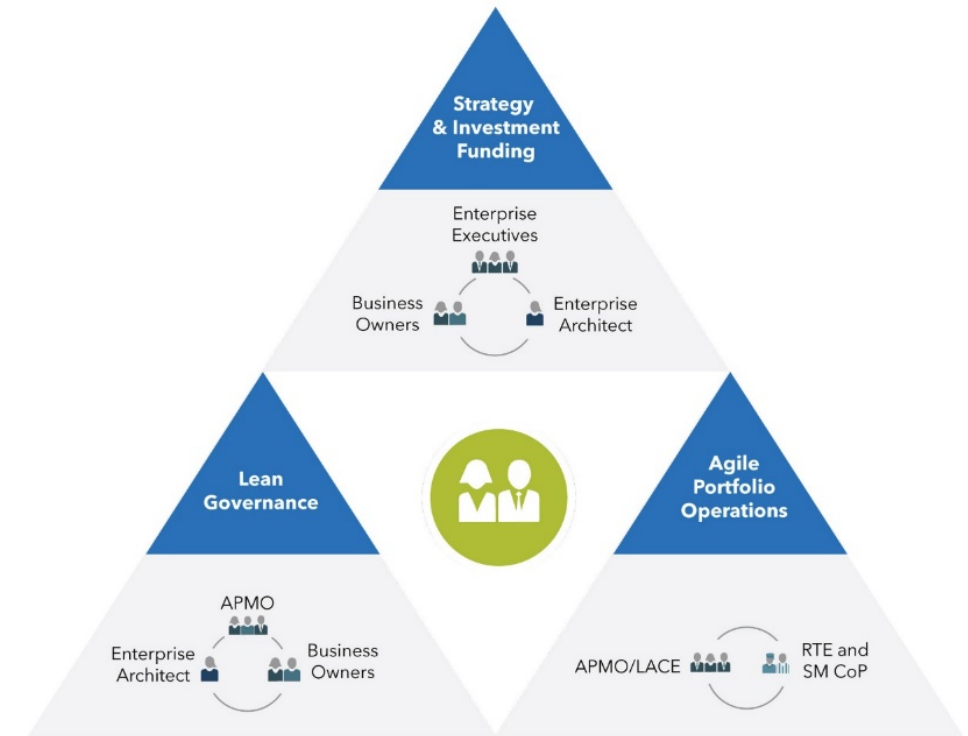 Strategy
& Investment
Funding
Enterprise
Executives
Business
Owners
Enterprise
Architect
Lean
Governance
APMO
Enterprise
Architect
Business
Owners
Agile
Portfolio
Operations
APMO/LACE
RTE and
SM CoP